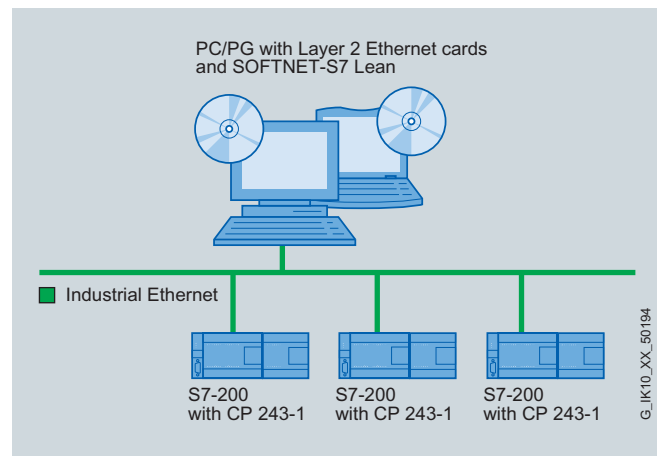 PC/PG with Layer 2 Ethernet cards
and SOFTNET-S7 Lean
Industrial Ethernet
S7-200
with CP 243-1
S7-200
with CP 243-1
S7-200
with CP 243-1
G_IK10_XX_50194